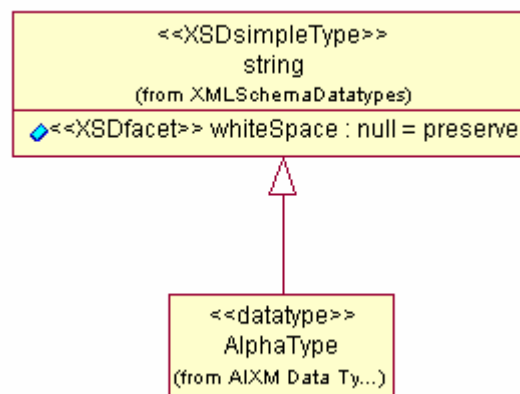 <<XSDsimpleType>>
string
(from XMLSchemaDatatypes)
<<XSDfacet>> whiteSpace : null = preserve
<<datatype>>
AlphaType
(from AIXM Data Ty...)